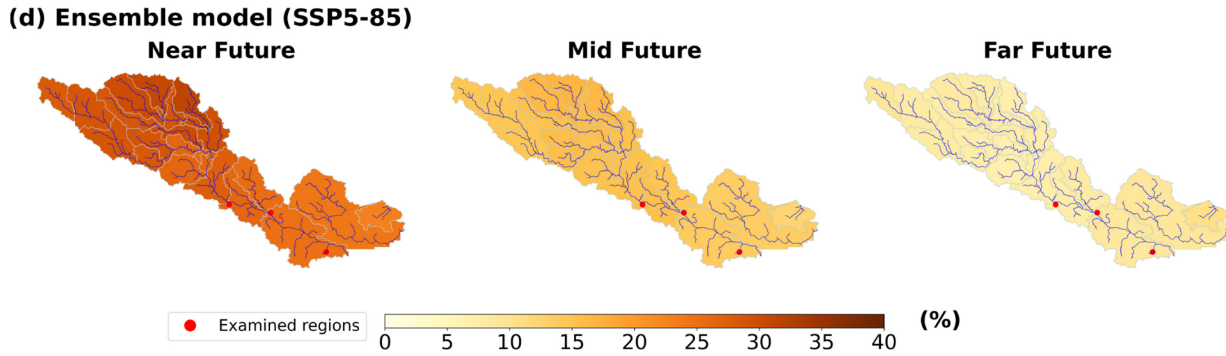 (d) Ensemble model (SSP5-85)
Near Future Mid Future Far Future
Examined regions
(%)
0 5 10 15 20 25 30 35 40